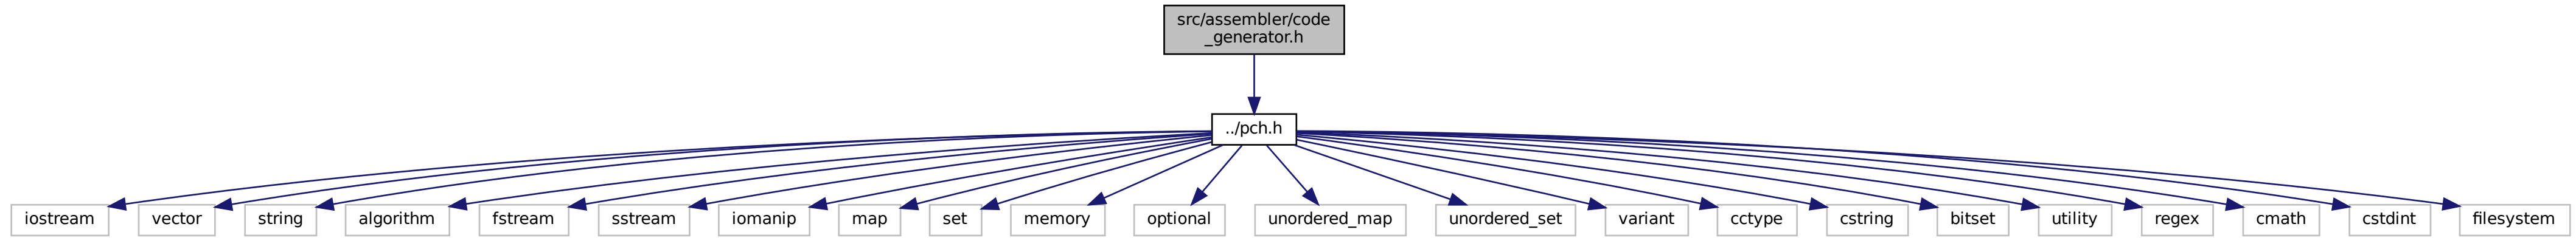 src/assembler/code
_generator.h
../pch.h
iostream
vector
string
algorithm
fstream
sstream
iomanip
map
set
memory
optional
unordered_map
unordered_set
variant
cctype
cstring
bitset
utility
regex
cmath
cstdint
filesystem